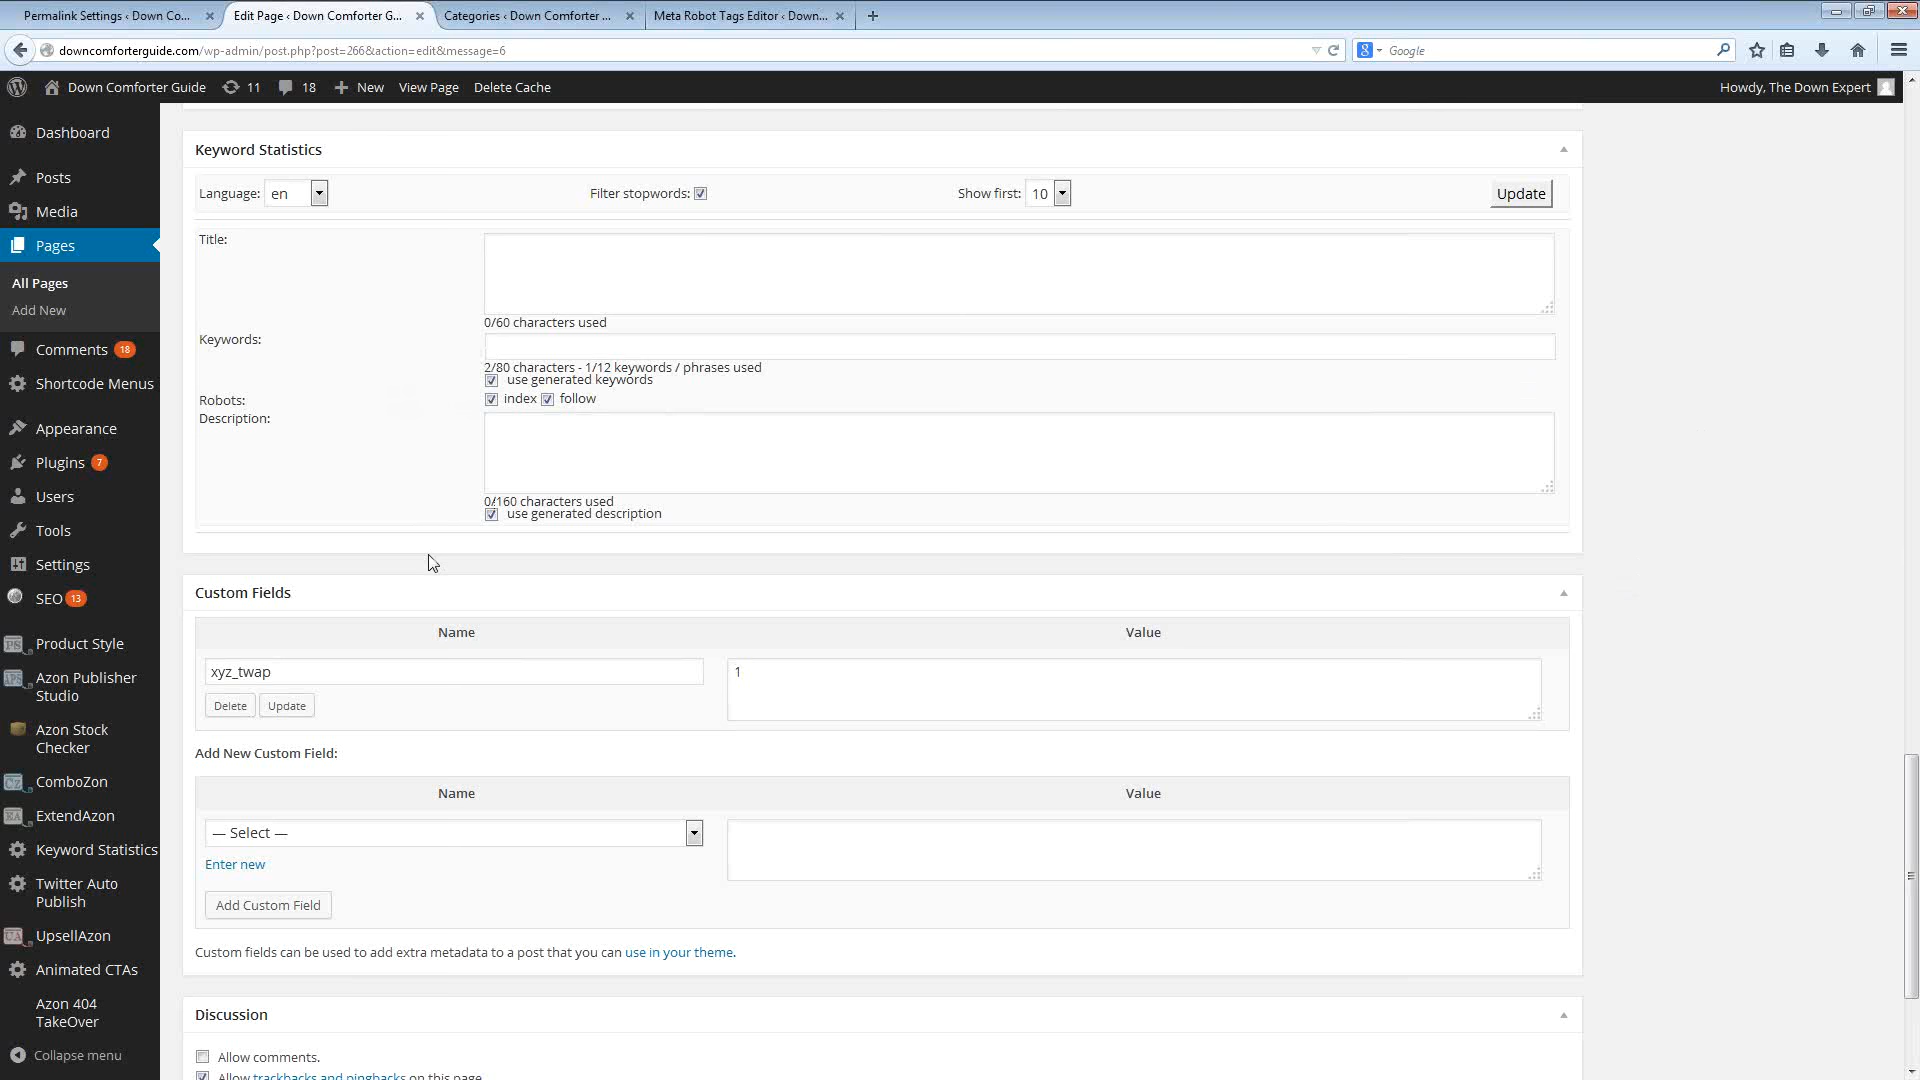 Permalink Settings ‹ Down Co...
Edit Page ‹ Down Comforter G...
Categories ‹ Down Comforter ...
Meta Robot Tags Editor ‹ Down...
downcomforterguide.com/wp-admin/post.php?post=266&action=edit&message=6
Google
Down Comforter Guide 11 18 New View Page Delete Cache
Howdy, The Down Expert
Dashboard
Posts
Media
Pages
All Pages
Add New
Comments 18
Shortcode Menus
Appearance
Plugins 7
Users
Tools
Settings
SEO 13
Product Style
Azon Publisher
Studio
Azon Stock
Checker
ComboZon
ExtendAzon
Keyword Statistics
Twitter Auto
Publish
UpsellAzon
Animated CTAs
Azon 404
TakeOver
Collapse menu
Keyword Statistics
Language: en Filter stopwords: Show first: 10 Update
Title:
0/60 characters used
Keywords:
2/80 characters - 1/12 keywords / phrases used
use generated keywords
Robots: index follow
Description:
0/160 characters used
use generated description
Custom Fields
Name Value
xyz_twap 1
Delete Update
Add New Custom Field:
Name Value
— Select —
Enter new
Add Custom Field
Custom fields can be used to add extra metadata to a post that you can use in your theme.
Discussion
Allow comments.
Allow trackbacks and pingbacks on this page.